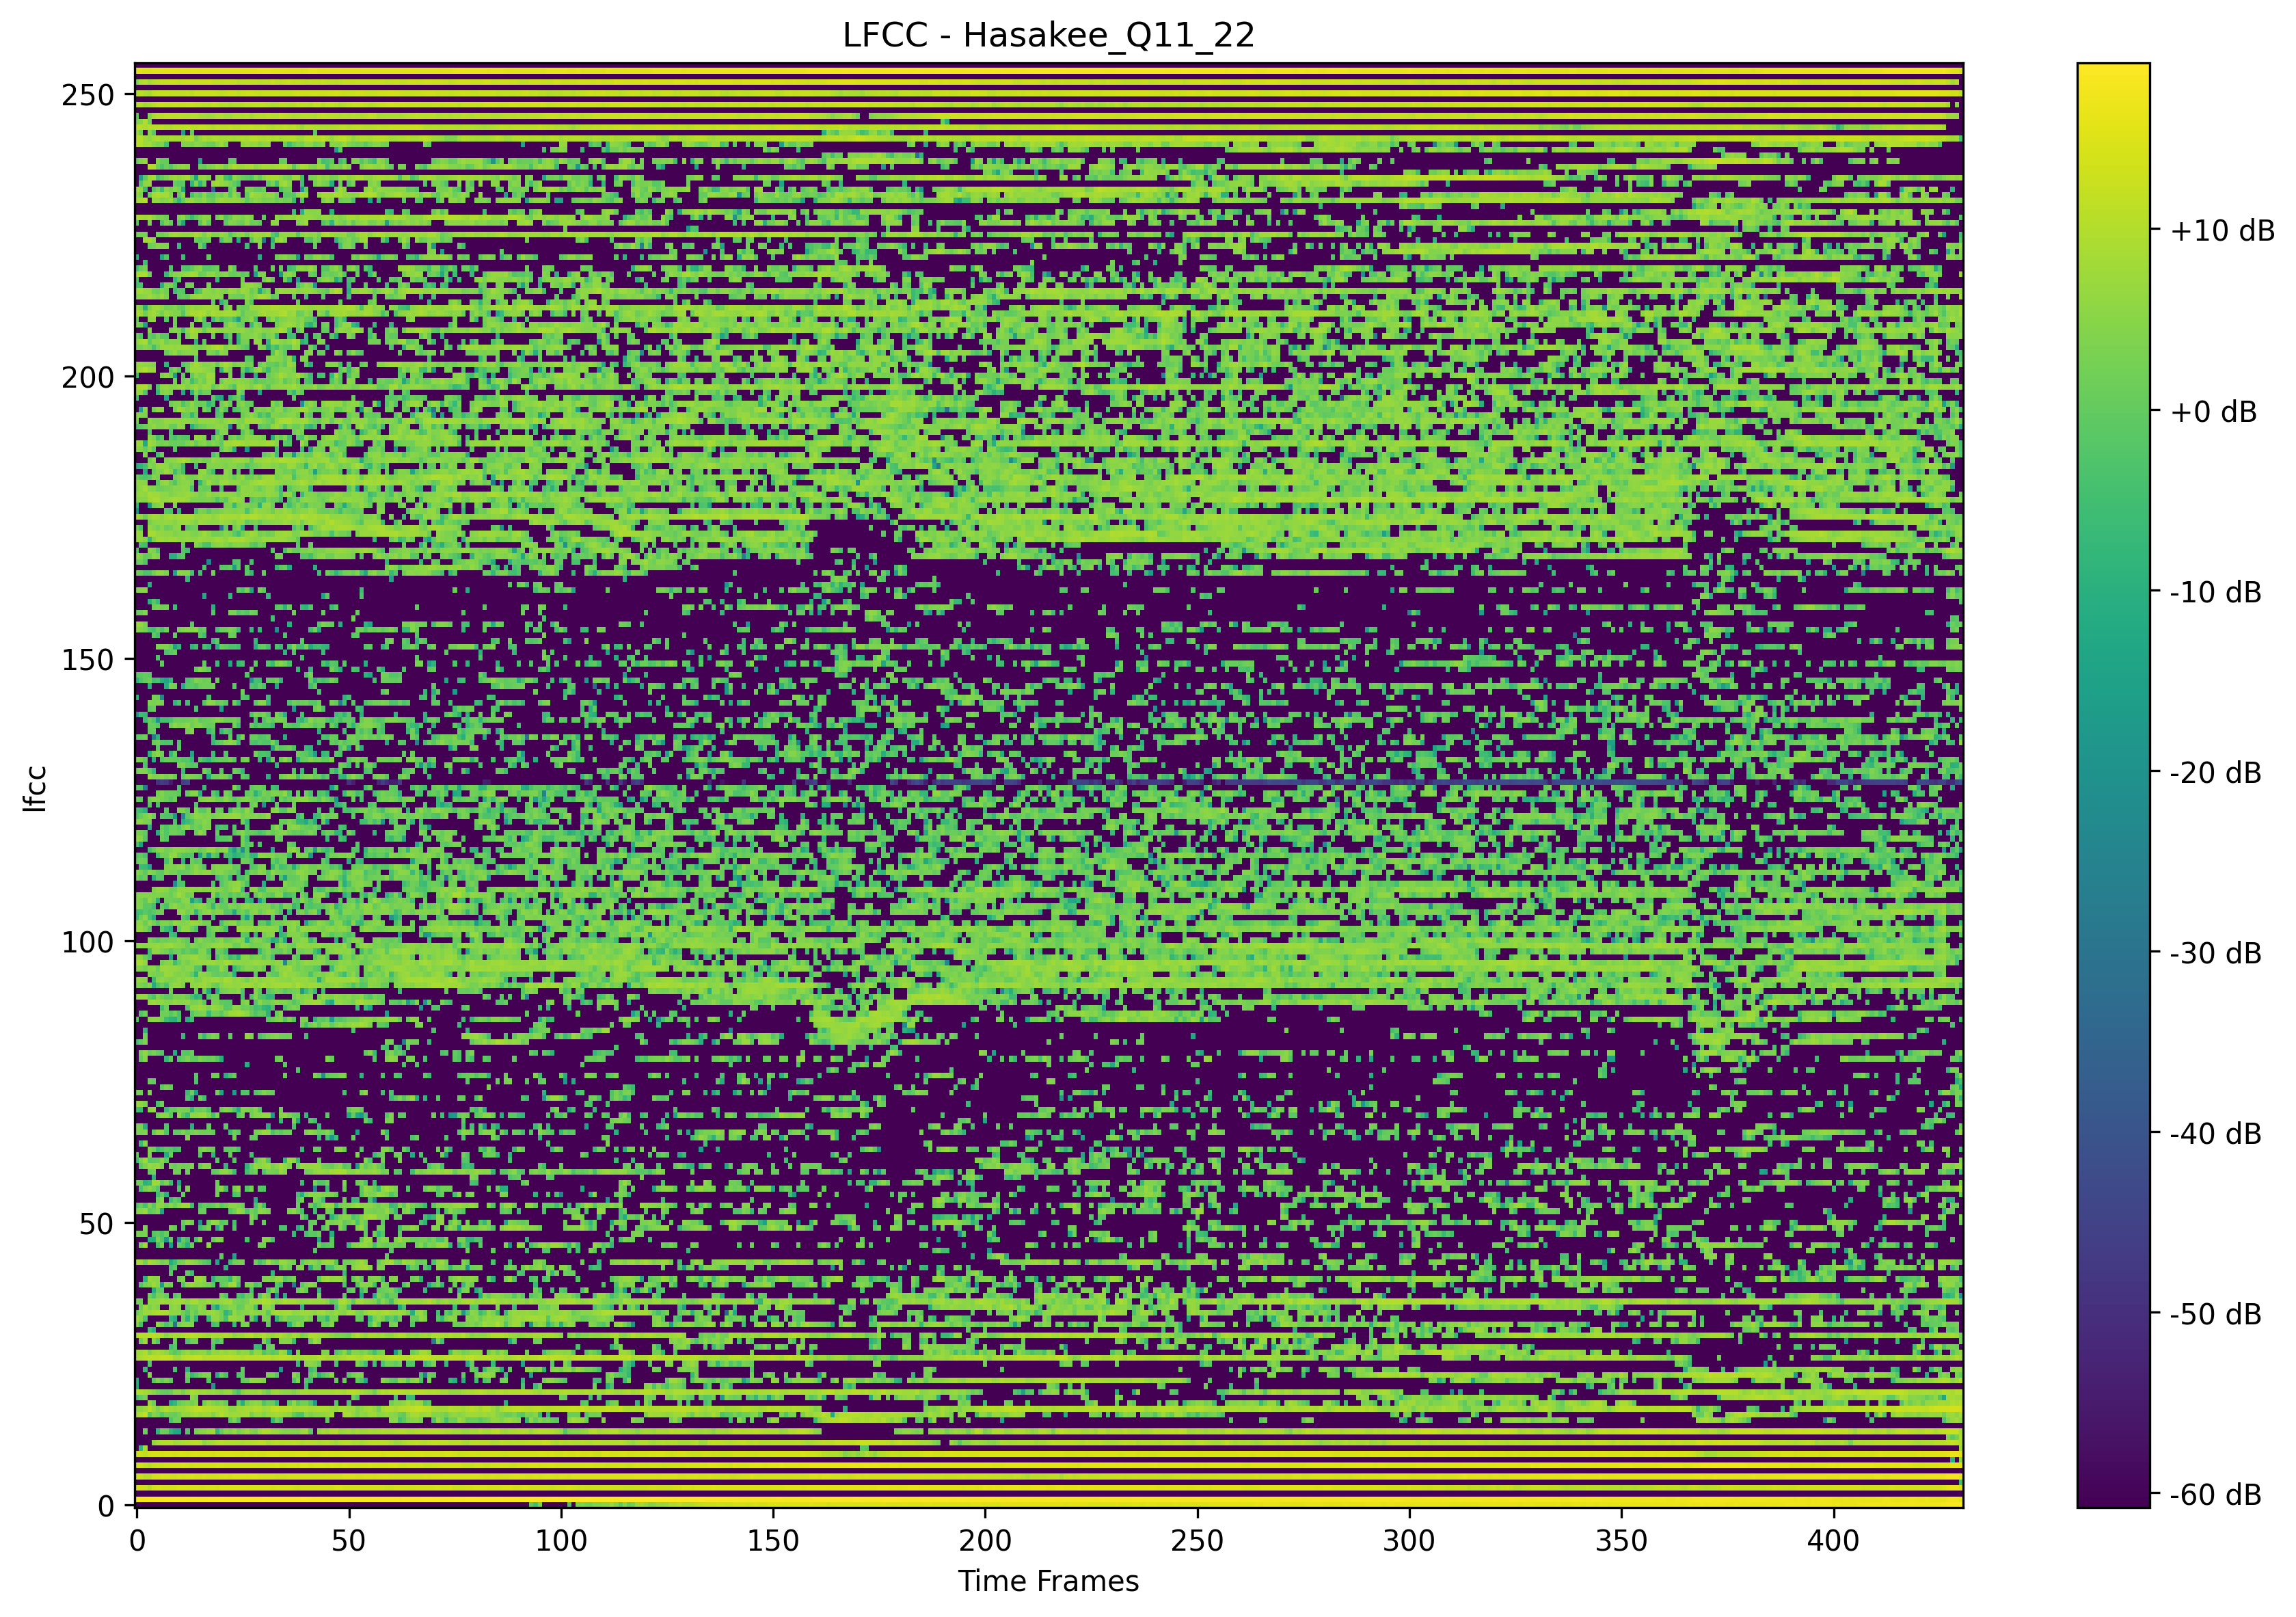 LFCC - Hasakee_Q11_22
250
200
150
100
50
0
lfcc
0 50 100 150 200 250 300 350 400
Time Frames
+10 dB
+0 dB
-10 dB
-20 dB
-30 dB
-40 dB
-50 dB
-60 dB